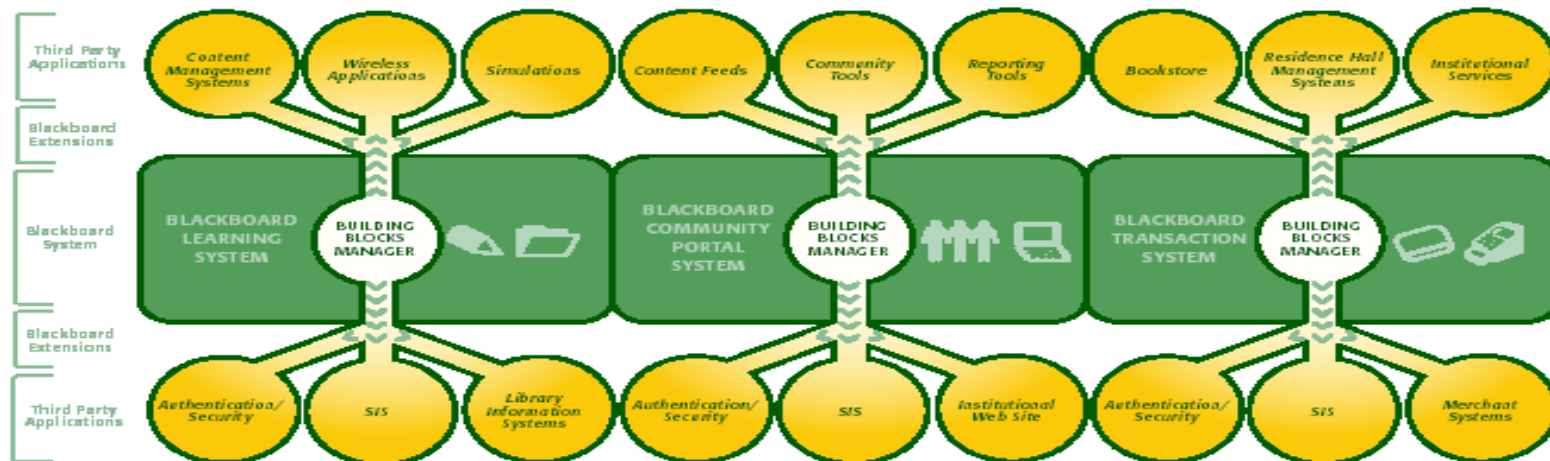 Third Party
Applications
Content
Management
Systems
Wireless
Applications
Simulations
Content Feeds
Community
Tools
Reporting
Tools
Bookstore
Residence Hall
Management
Systems
Institutional
Services
Blackboard
Extensions
Blackboard
System
BLACKBOARD
LEARNING
SYSTEM
BUILDING
BLOCKS
MANAGER
BLACKBOARD
COMMUNITY
PORTAL
SYSTEM
BUILDING
BLOCKS
MANAGER
BLACKBOARD
TRANSACTION
SYSTEM
BUILDING
BLOCKS
MANAGER
Blackboard
Extensions
Third Party
Applications
Authentication/
Security
SIS
Library
Information
Systems
Authentication/
Security
SIS
Institutional
Web Site
Authentication/
Security
SIS
Merchant
Systems